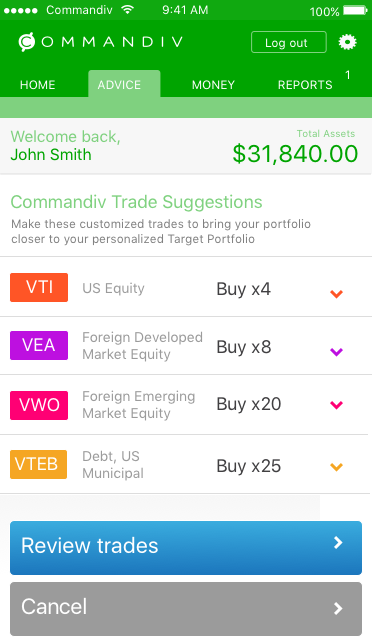 Commandiv 9:41 AM 100%
COMMANDIV Log out
HOME ADVICE MONEY REPORTS 1
Welcome back, Total Assets
John Smith $31,840.00
Commandiv Trade Suggestions
Make these customized trades to bring your portfolio
closer to your personalized Target Portfolio
VTI US Equity Buy x4
VEA Foreign Developed Buy x8
Market Equity
VWO Foreign Emerging Buy x20
Market Equity
VTEB Debt, US Buy x25
Municipal
Review trades
Cancel